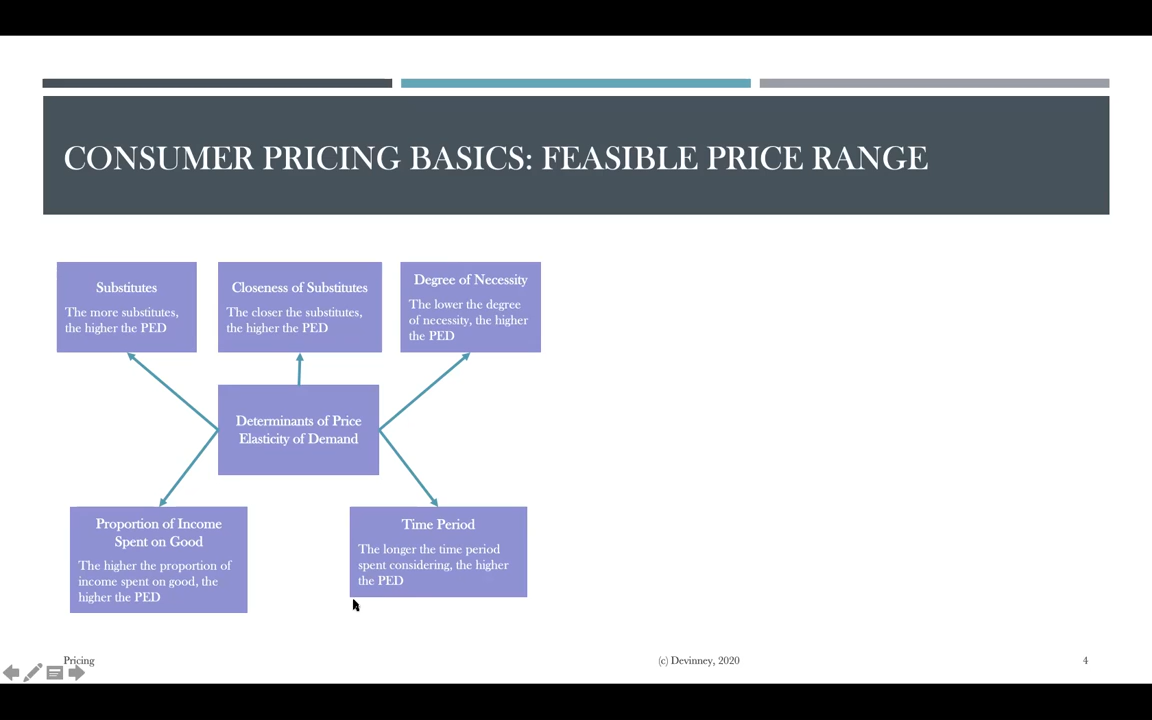 CONSUMER PRICING BASICS: FEASIBLE PRICE RANGE
Substitutes
The more substitutes,
the higher the PED
Closeness of Substitutes
The closer the substitutes,
the higher the PED
Degree of Necessity
The lower the degree
of necessity, the higher
the PED
Determinants of Price
Elasticity of Demand
Proportion of Income
Spent on Good
The higher the proportion of
income spent on good, the
higher the PED
Time Period
The longer the time period
spent considering, the higher
the PED
Pricing
(c) Devinney, 2020
4